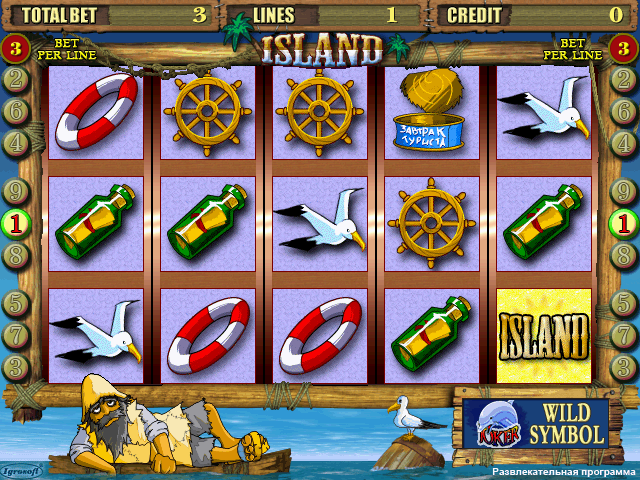 TOTAL BET 3 LINES 1 CREDIT 0
ISLAND
3 BET PER LINE
BET PER LINE 3
2
6
4
9
1
8
5
7
3
2
6
4
9
1
8
5
7
3
ЗАВТРАК
ТУРИСТА
ISLAND
JOKER
WILD
SYMBOL
Igrosoft
Развлекательная программа